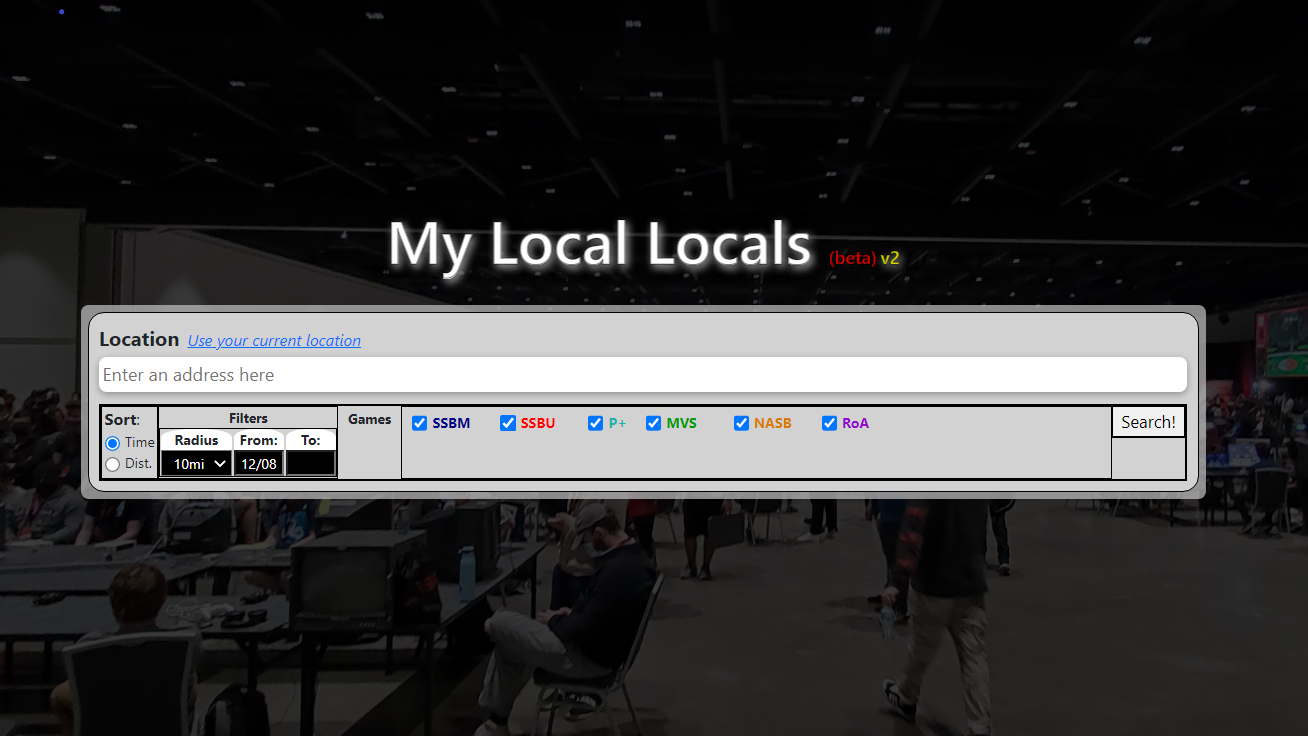 My Local Locals (beta) v2
Location Use your current location
Enter an address here
Sort:
Time
Dist.
Filters
Radius From: To:
10mi 12/08
Games
SSBM SSBU P+ MVS NASB RoA
Search!